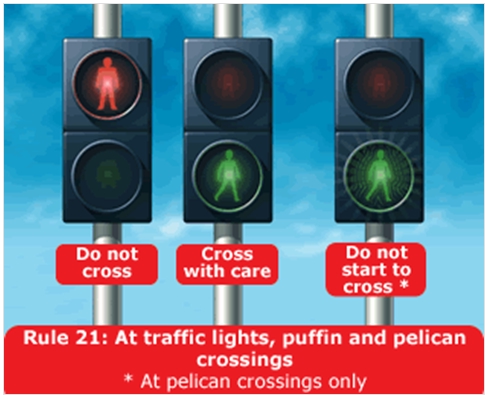 Do not
cross
Cross
with care
Do not
start to
cross *
Rule 21: At traffic lights, puffin and pelican
crossings
* At pelican crossings only